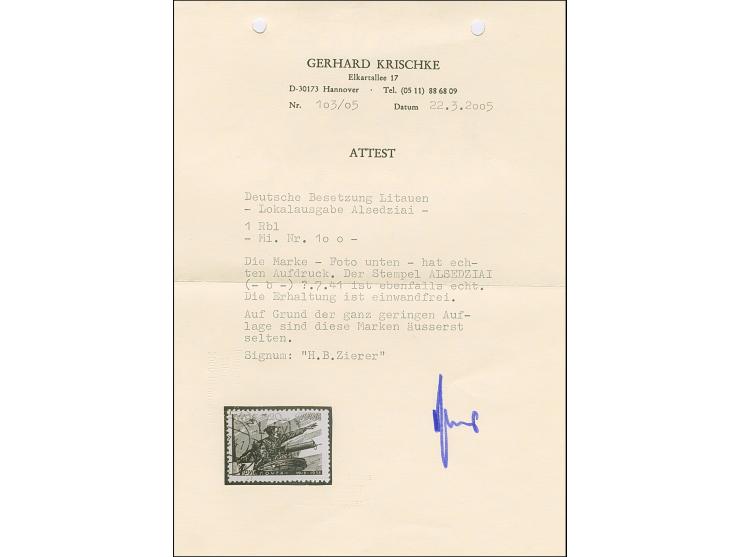 GERHARD KRISCHKE
Elkartallee 17
D-30173 Hannover · Tel. (05 11) 88 68 09
Nr. 103/05 Datum 22.3.2005
ATTEST
Deutsche Besetzung Litauen
- Lokalausgabe Alsedziai -
1 Rbl
- Mi. Nr. 1o o -
Die Marke - Foto unten - hat ech-
ten Aufdruck. Der Stempel ALSEDZIAI
(- b -) ?.7.41 ist ebenfalls echt.
Die Erhaltung ist einwandfrei.
Auf Grund der ganz geringen Auf-
lage sind diese Marken äusserst
selten.
Signum: "H.B.Zierer"